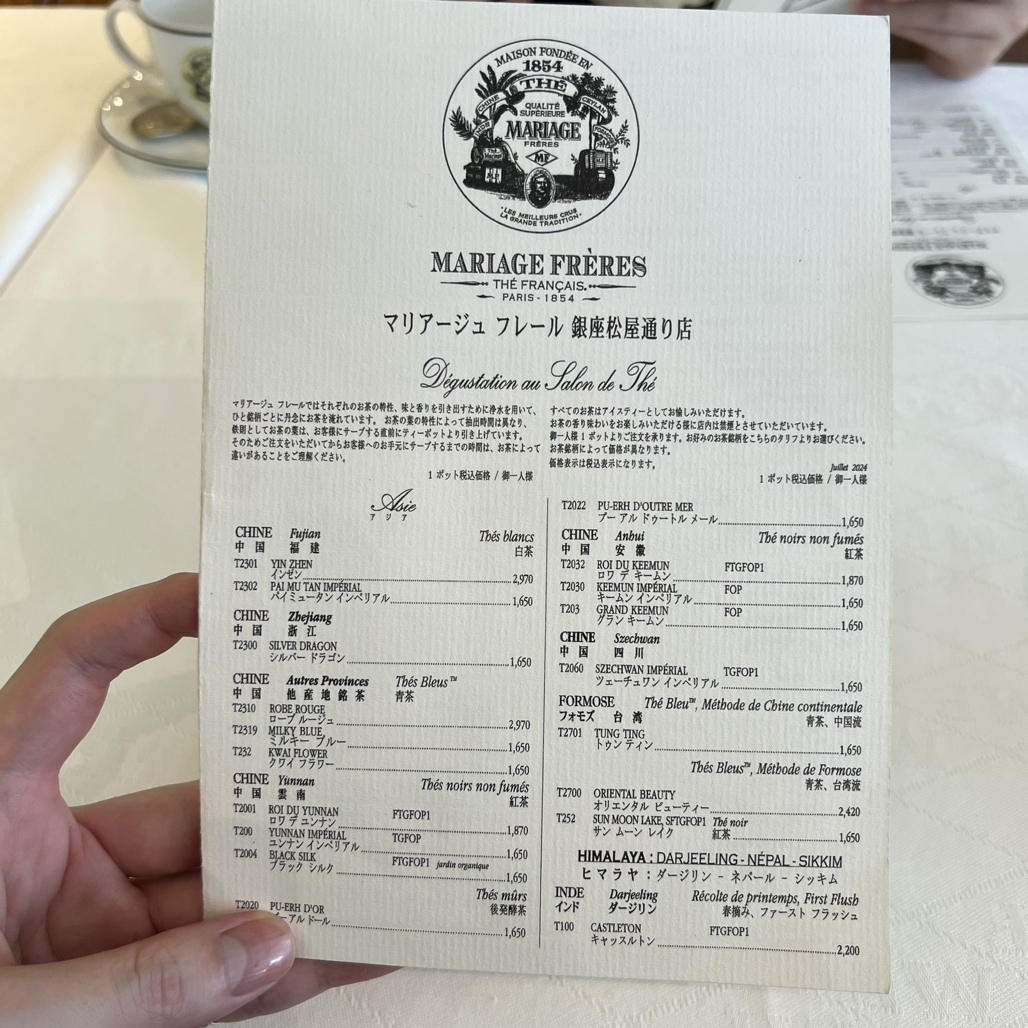 MAISON FONDÉE EN
1854
THÉ
CHINE
CEYLAN
INDE
FORMOSE
QUALITÉ
SUPÉRIEURE
MARIAGE
FRÈRES
MF
"LES MEILLEURS CRUS
LA GRANDE TRADITION"
MARIAGE FRÈRES
THÉ FRANÇAIS
PARIS - 1854
マリアージュ フレール 銀座松屋通り店
Dégustation au Salon de Thé
マリアージュ フレールではそれぞれのお茶の特性、味と香りを引き出すために浄水を用いて、
ひと銘柄ごとに丹念にお茶を淹れています。 お茶の葉の特性によって抽出時間は異なり、
鉄則としてお茶の葉は、お客様にサーブする直前にティーポットより引き上げています。
そのためご注文をいただいてからお客様へのお手元にサーブするまでの時間は、お茶によって
違いがあることをご理解ください。
1 ポット税込価格 / 御一人様
すべてのお茶はアイスティーとしてお愉しみいただけます。
お茶の香り味わいをお楽しみいただける様に店内は禁煙とさせていただいています。
御一人様 1 ポットよりご注文を承ります。お好みのお茶銘柄をこちらのタリフよりお選びください。
お茶銘柄によって価格が異なります。
価格表示は税込表示になります。
Juillet 2024
1 ポット税込価格 / 御一人様
Asie
アジア
CHINE Fujian Thés blancs
中国 福建 白茶
T2301 YIN ZHEN
インゼン 2,970
T2302 PAI MU TAN IMPÉRIAL
パイミュータン インペリアル 1,650
CHINE Zhejiang
中国 浙江
T2300 SILVER DRAGON
シルバー ドラゴン 1,650
CHINE Autres Provinces Thés Bleus™
中国 他産地銘茶 青茶
T2310 ROBE ROUGE
ローブ ルージュ 2,970
T2319 MILKY BLUE
ミルキー ブルー 1,650
T232 KWAI FLOWER
クワイ フラワー 1,650
CHINE Yunnan Thés noirs non fumés
中国 雲南 紅茶
T2001 ROI DU YUNNAN FTGFOP1
ロワ デ ユンナン 1,870
T200 YUNNAN IMPÉRIAL TGFOP
ユンナン インペリアル 1,650
T2004 BLACK SILK FTGFOP1 jardin organique
ブラック シルク 1,650
Thés mûrs
後発酵茶
T2020 PU-ERH D'OR
プーアル ドール 1,650
T2022 PU-ERH D'OUTRE MER
プー アル ドゥートル メール 1,650
CHINE Anhui Thé noirs non fumés
中国 安徽 紅茶
T2032 ROI DU KEEMUN FTGFOP1
ロワ デ キームン 1,870
T2030 KEEMUN IMPÉRIAL FOP
キームン インペリアル 1,650
T203 GRAND KEEMUN FOP
グラン キームン 1,650
CHINE Szechwan
中国 四川
T2060 SZECHWAN IMPÉRIAL TGFOP1
ツェーチュワン インペリアル 1,650
FORMOSE Thé Bleu™, Méthode de Chine continentale
フォモズ 台湾 青茶、中国流
T2701 TUNG TING
トゥン ティン 1,650
Thés Bleus™, Méthode de Formose
青茶、台湾流
T2700 ORIENTAL BEAUTY
オリエンタル ビューティー 2,420
T252 SUN MOON LAKE, SFTGFOP1 Thé noir
サン ムーン レイク 紅茶 1,650
HIMALAYA : DARJEELING - NÉPAL - SIKKIM
ヒマラヤ : ダージリン - ネパール - シッキム
INDE Darjeeling Récolte de printemps, First Flush
インド ダージリン 春摘み、ファースト フラッシュ
T100 CASTLETON FTGFOP1
キャッスルトン 2,200